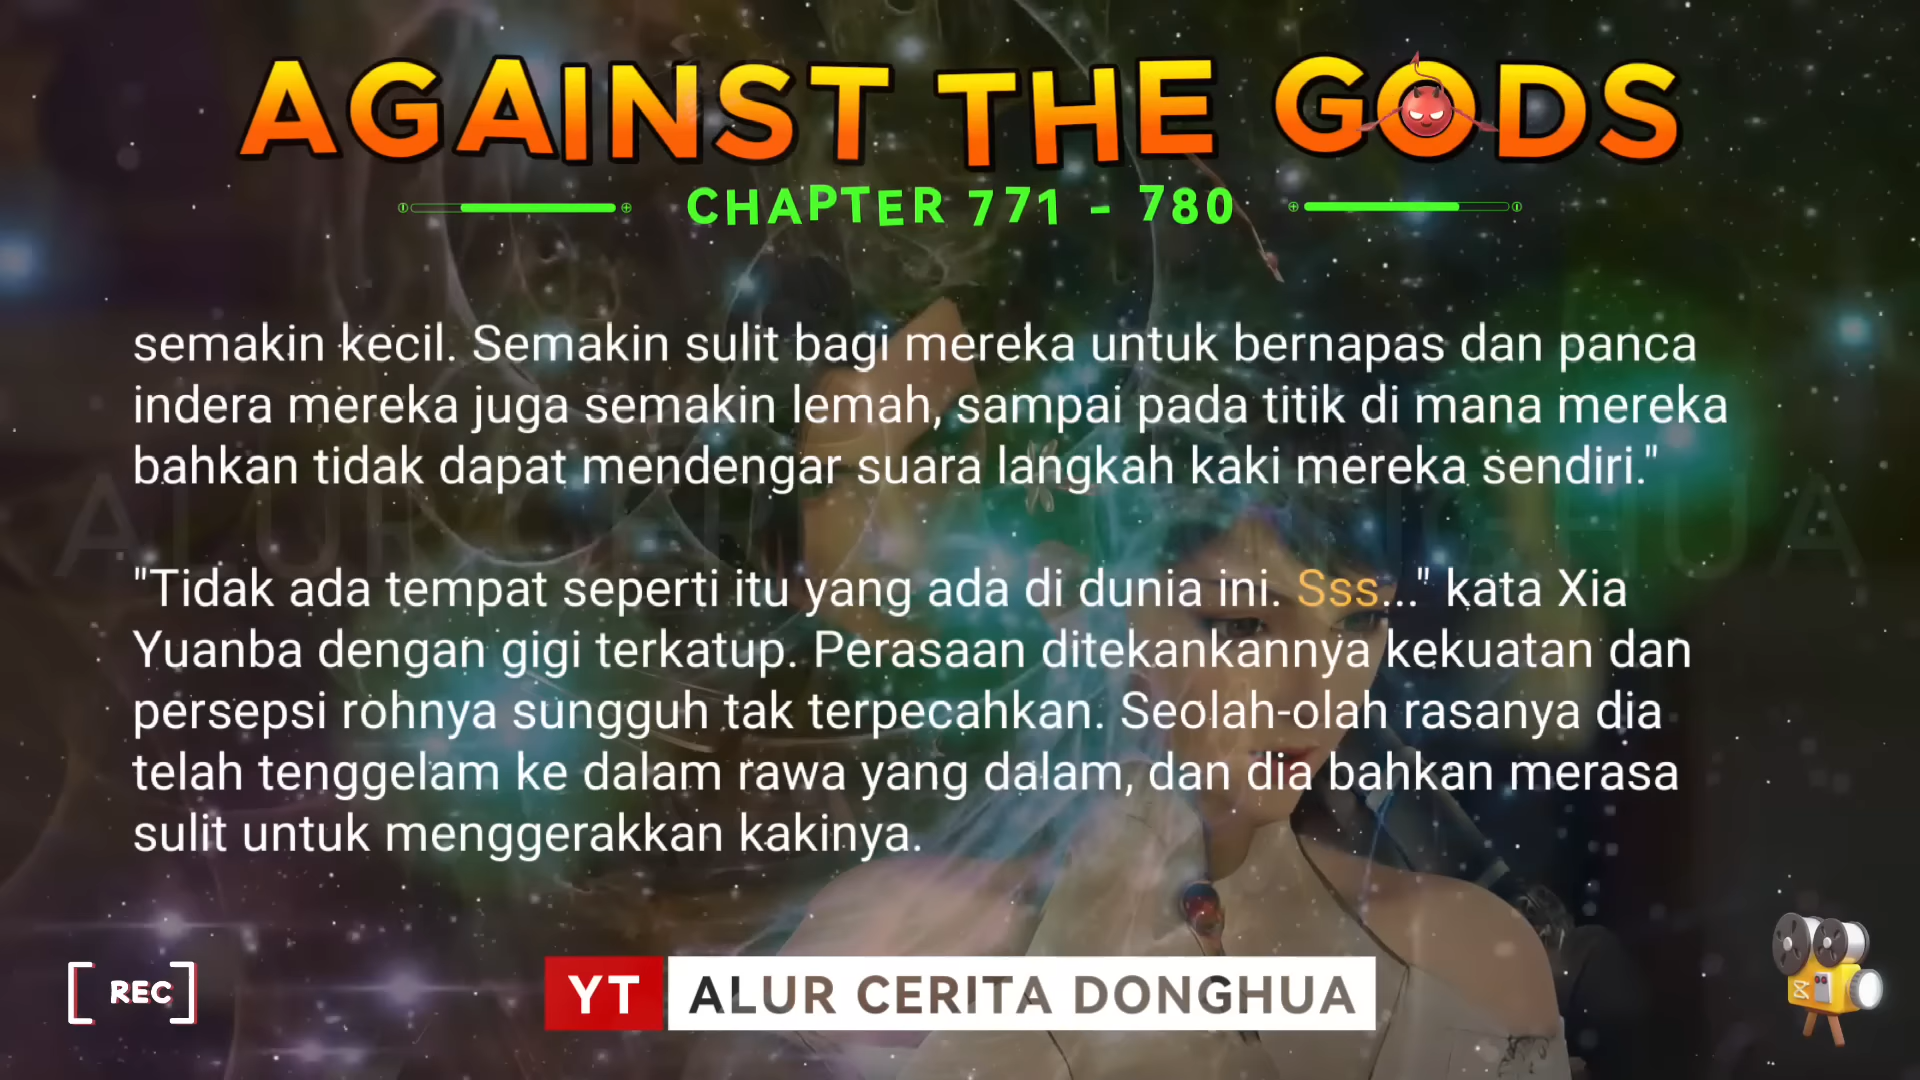 AGAINST THE GODS
CHAPTER 771 - 780
semakin kecil. Semakin sulit bagi mereka untuk bernapas dan panca
indera mereka juga semakin lemah, sampai pada titik di mana mereka
bahkan tidak dapat mendengar suara langkah kaki mereka sendiri."
"Tidak ada tempat seperti itu yang ada di dunia ini. Sss..." kata Xia
Yuanba dengan gigi terkatup. Perasaan ditekankannya kekuatan dan
persepsi rohnya sungguh tak terpecahkan. Seolah-olah rasanya dia
telah tenggelam ke dalam rawa yang dalam, dan dia bahkan merasa
sulit untuk menggerakkan kakinya.
ALUR CERITA DONGHUA
REC
YT ALUR CERITA DONGHUA